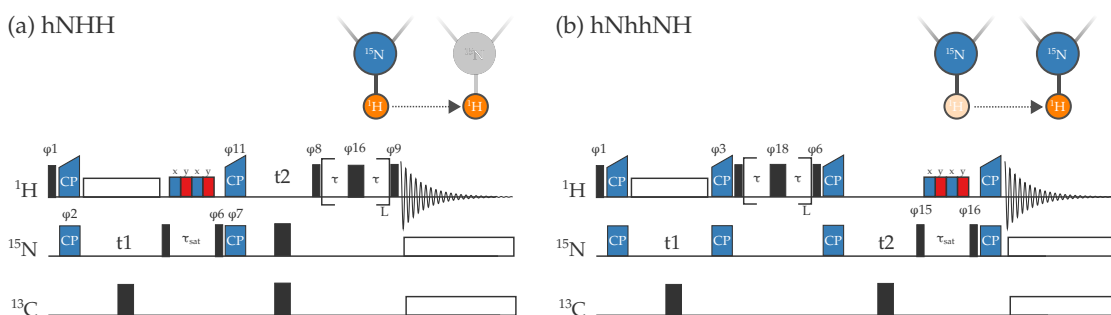 (a) hNHH
(b) hNhhNH
¹⁵N ¹⁵N
¹H ¹H
¹⁵N ¹⁵N
¹H ¹H
φ1 φ11 φ8 φ16 φ9
¹H CP x y x y CP t2 τ τ L
φ2 φ6 φ7
¹⁵N CP t1 τsat CP
¹³C
φ1 φ3 φ18 φ6
¹H CP CP τ τ L CP x y x y CP
φ15 φ16
¹⁵N CP t1 CP CP t2 τsat CP
¹³C